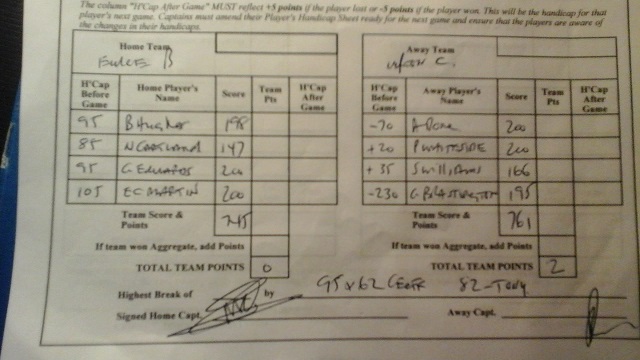 The column "H'Cap After Game" MUST reflect +5 points if the player lost or -5 points if the player won. This will be the handicap for that
player's next game. Captains must amend their Player's Handicap Sheet ready for the next game and ensure that the players are aware of
the changes in their handicaps.
Home Team B
Away Team C.
H'Cap Before Game Home Player's Name Score Team Pts H'Cap After Game
H'Cap Before Game Away Player's Name Score Team Pts H'Cap After Game
95 B Hughes 198
-70 200
85 147
+20 P WHITESIDE 200
95 G EDWARDS 200
+35 S Williams 166
105 EC MARTIN 200
-230 195
Team Score & Points 745
Team Score & Points 761
If team won Aggregate, add Points
If team won Aggregate, add Points
TOTAL TEAM POINTS 0
TOTAL TEAM POINTS 2
Highest Break of by 95 x 62 GEOFF 82-Tony
Signed Home Capt.
Away Capt.